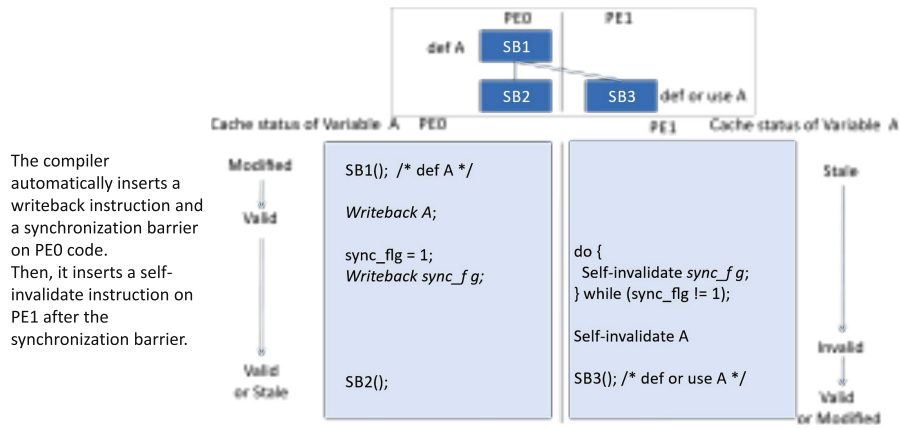 PE0 PE1
def A SB1
SB2 SB3 def or use A
Cache status of Variable A PE0 PE1 Cache status of Variable A
The compiler
automatically inserts a
writeback instruction and
a synchronization barrier
on PE0 code.
Then, it inserts a self-
invalidate instruction on
PE1 after the
synchronization barrier.
Modified
Valid
Valid
or Stale
SB1(); /* def A */
Writeback A;
sync_flg = 1;
Writeback sync_f g;
SB2();
do {
Self-invalidate sync_f g;
} while (sync_flg != 1);
Self-invalidate A
SB3(); /* def or use A */
Stale
Invalid
Valid
or Modified